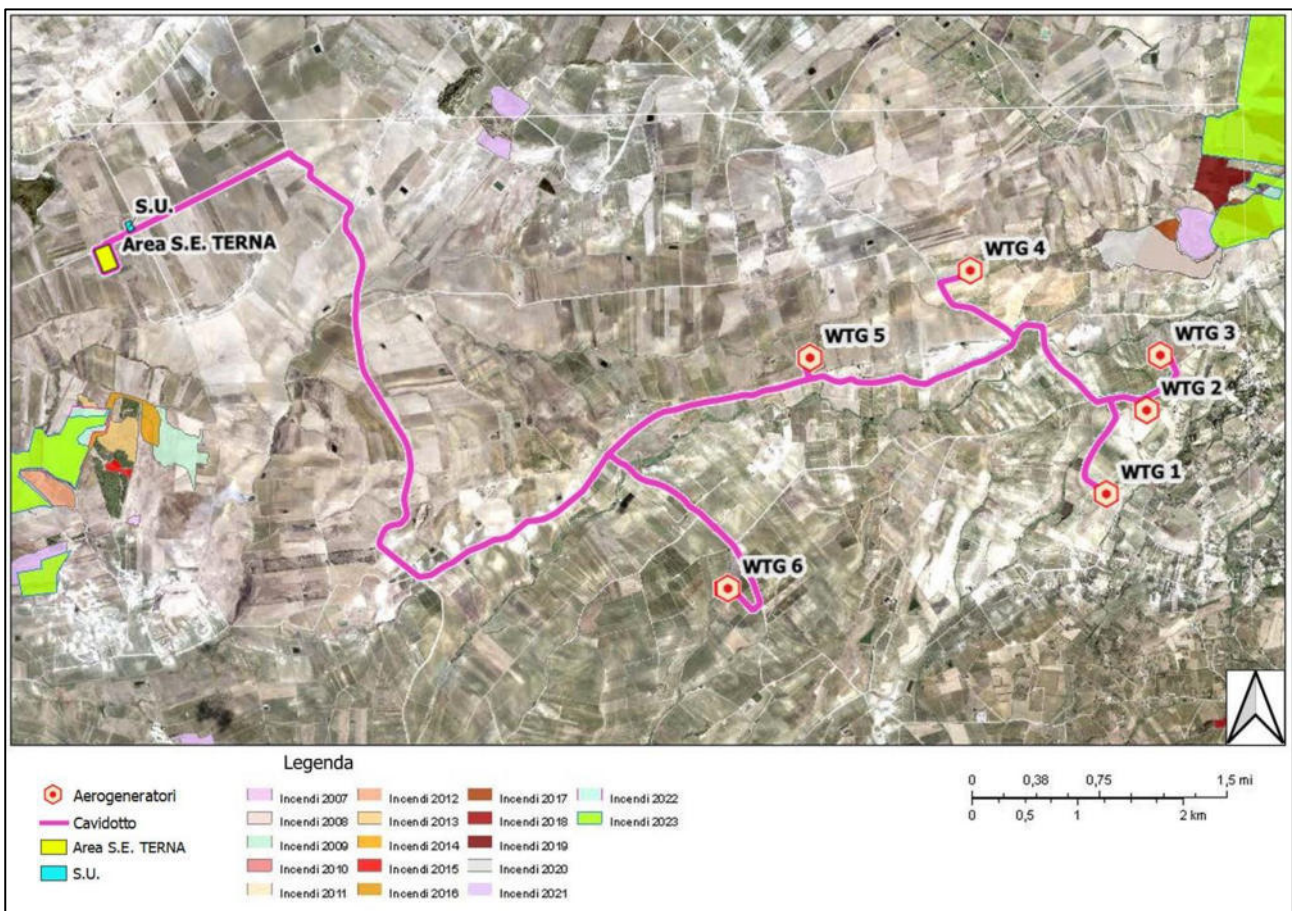 S.U.
Area S.E. TERNA
WTG 4
WTG 5
WTG 3
WTG 2
WTG 1
WTG 6
Legenda
Aerogeneratori
Cavidotto
Area S.E. TERNA
S.U.
Incendi 2007
Incendi 2008
Incendi 2009
Incendi 2010
Incendi 2011
Incendi 2012
Incendi 2013
Incendi 2014
Incendi 2015
Incendi 2016
Incendi 2017
Incendi 2018
Incendi 2019
Incendi 2020
Incendi 2021
Incendi 2022
Incendi 2023
0 0,38 0,75 1,5 mi
0 0,5 1 2 km